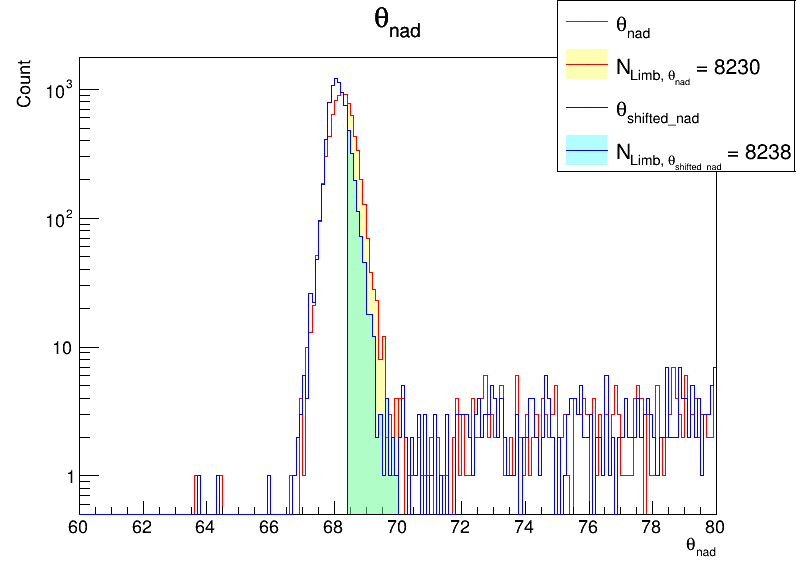 θnad
θnad
NLimb, θnad = 8230
θshifted_nad
NLimb, θshifted_nad = 8238
Count
10³
10²
10
1
60 62 64 66 68 70 72 74 76 78 80
θnad